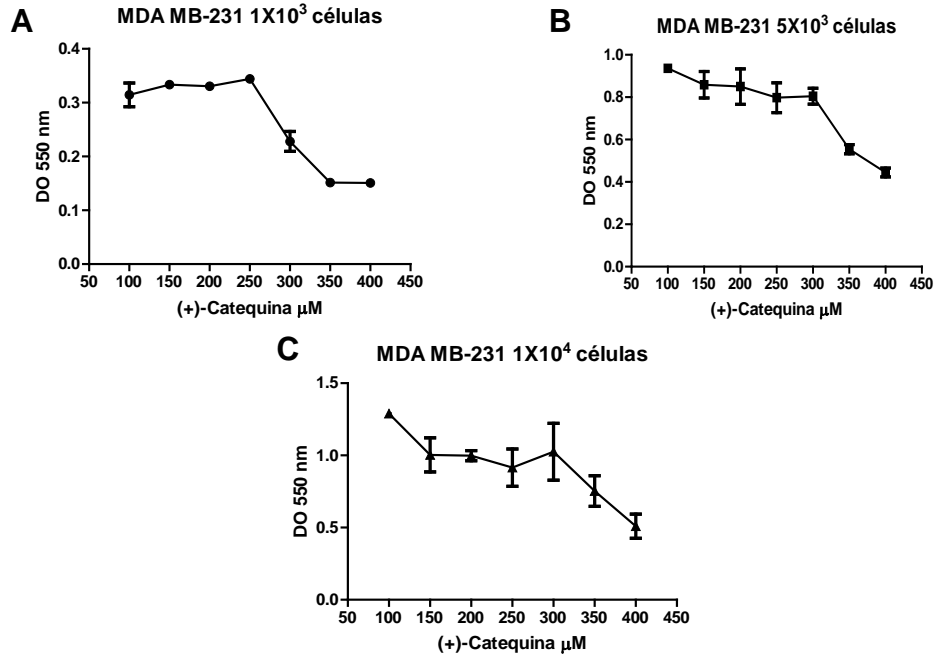 A
MDA MB-231 1X10³ células
DO 550 nm
0.4
0.3
0.2
0.1
0.0
50 100 150 200 250 300 350 400 450
(+)-Catequina µM
B
MDA MB-231 5X10³ células
DO 550 nm
1.0
0.8
0.6
0.4
0.2
0.0
50 100 150 200 250 300 350 400 450
(+)-Catequina µM
C
MDA MB-231 1X10⁴ células
DO 550 nm
1.5
1.0
0.5
0.0
50 100 150 200 250 300 350 400 450
(+)-Catequina µM